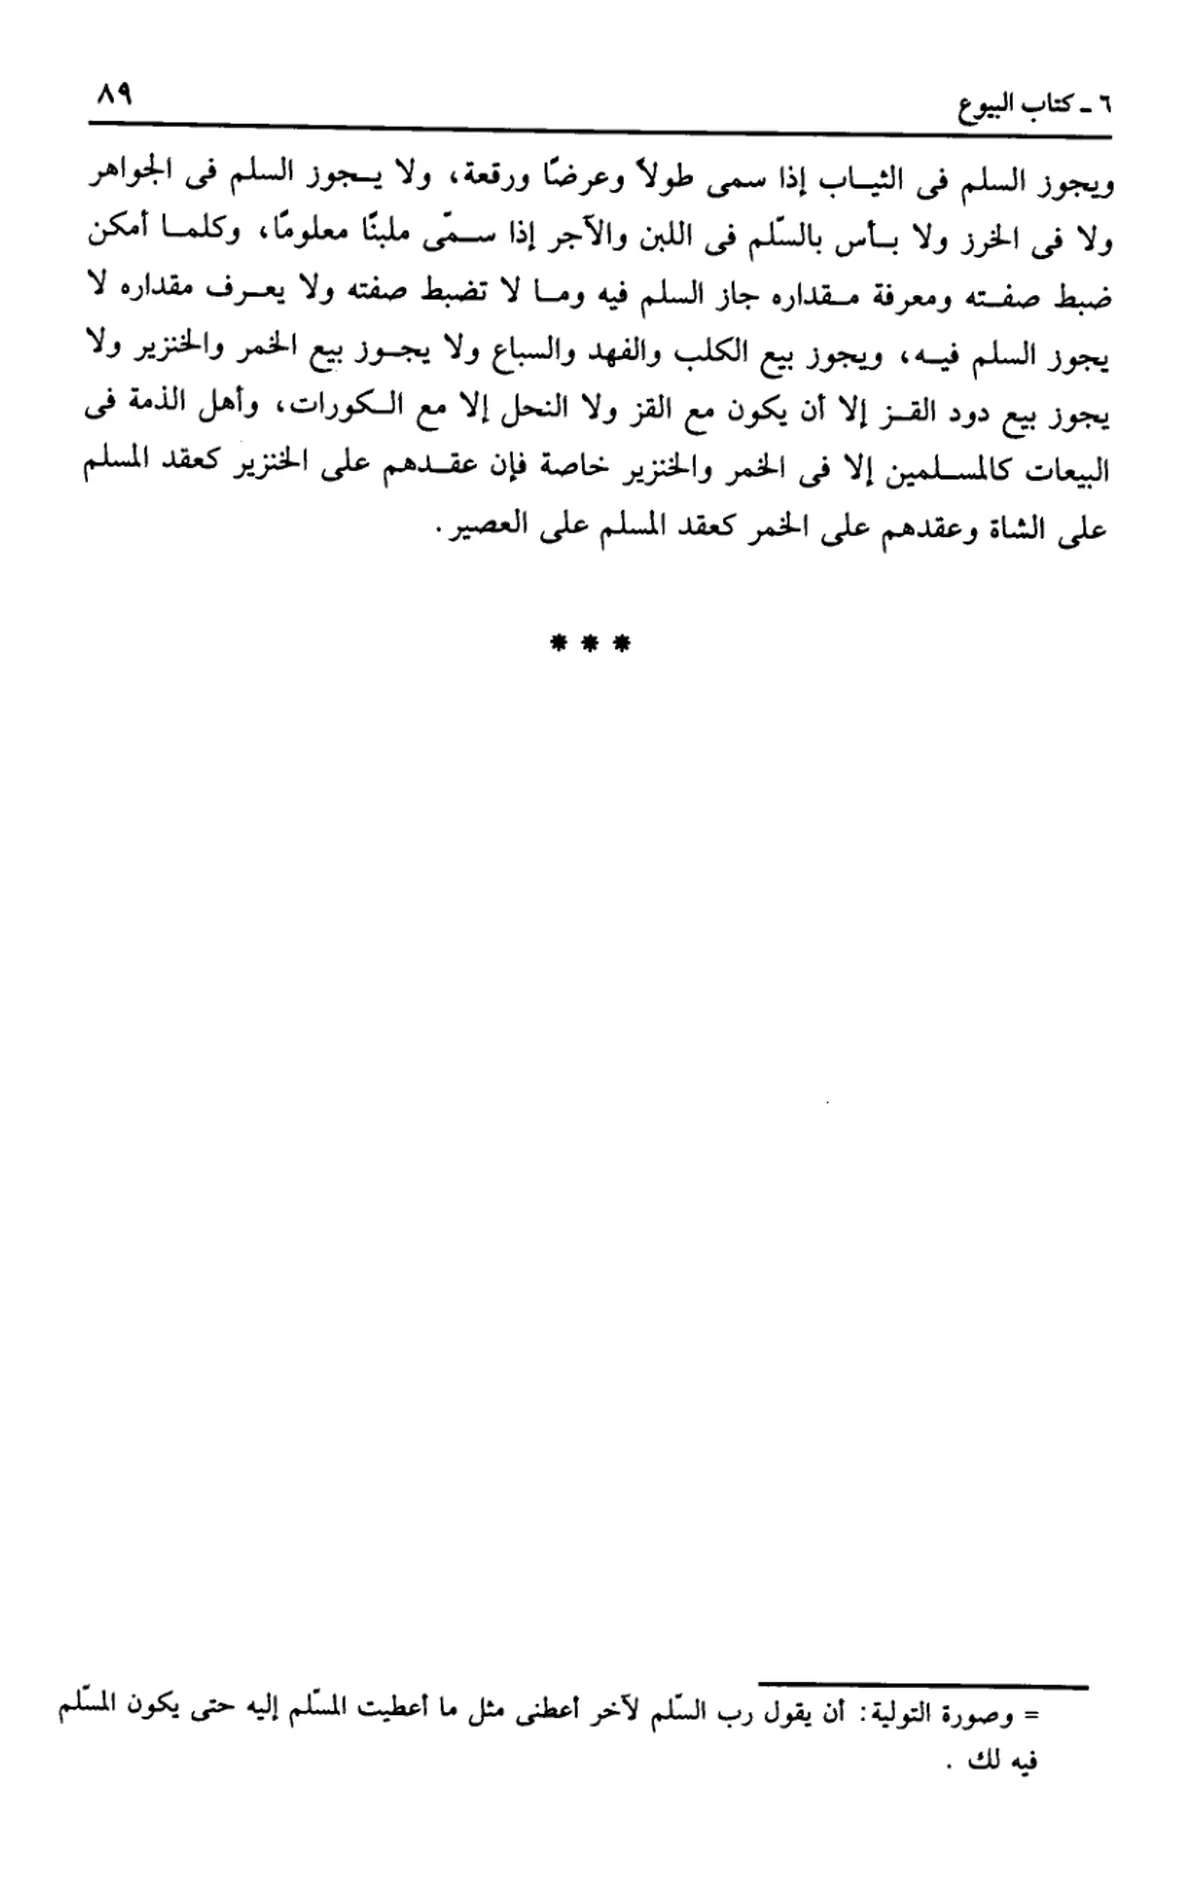 ٦ ـ كتاب البيوع ٨٩
ويجوز السلم فى الثياب إذا سمى طولاً وعرضًا ورقعة، ولا يجوز السلم فى الجواهر
ولا فى الخرز ولا بأس بالسّلم فى اللبن والآجر إذا سمّى ملبنًا معلومًا، وكلما أمكن
ضبط صفته ومعرفة مقداره جاز السلم فيه وما لا تضبط صفته ولا يعرف مقداره لا
يجوز السلم فيه، ويجوز بيع الكلب والفهد والسباع ولا يجوز بيع الخمر والخنزير ولا
يجوز بيع دود القز إلا أن يكون مع القز ولا النحل إلا مع الكورات، وأهل الذمة فى
البيعات كالمسلمين إلا فى الخمر والخنزير خاصة فإن عقدهم على الخنزير كعقد المسلم
على الشاة وعقدهم على الخمر كعقد المسلم على العصير.
* * *
= وصورة التولية: أن يقول رب السّلم لآخر أعطنى مثل ما أعطيت المسّلم إليه حتى يكون المسّلم
فيه لك .